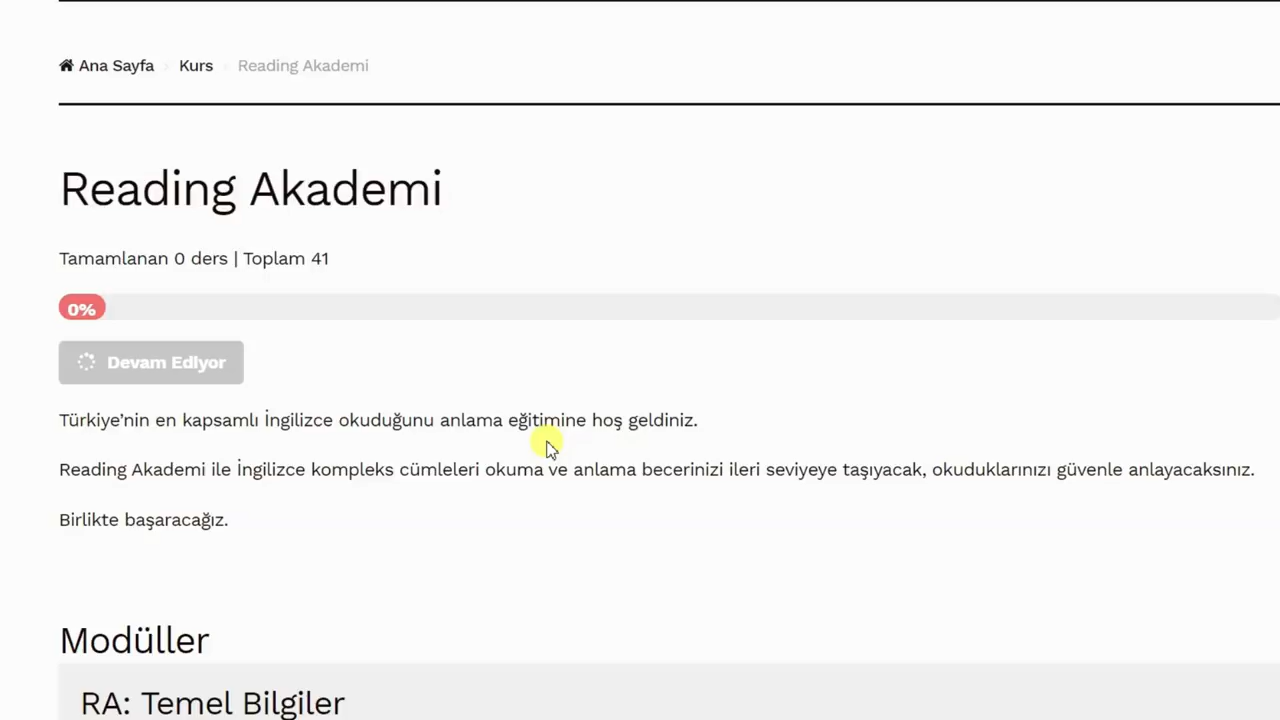 Ana Sayfa Kurs Reading Akademi
Reading Akademi
Tamamlanan 0 ders | Toplam 41
0%
Devam Ediyor
Türkiye’nin en kapsamlı İngilizce okuduğunu anlama eğitimine hoş geldiniz.
Reading Akademi ile İngilizce kompleks cümleleri okuma ve anlama becerinizi ileri seviyeye taşıyacak, okuduklarınızı güvenle anlayacaksınız.
Birlikte başaracağız.
Modüller
RA: Temel Bilgiler